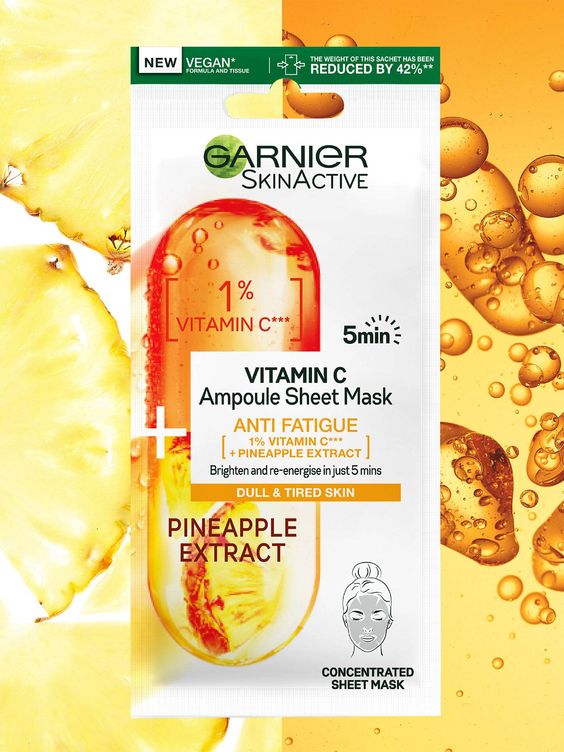 NEW
VEGAN*
FORMULA AND TISSUE
THE WEIGHT OF THIS SACHET HAS BEEN
REDUCED BY 42%**
GARNIER
SKINACTIVE
1%
VITAMIN C***
5min
VITAMIN C
Ampoule Sheet Mask
ANTI FATIGUE
1% VITAMIN C***
+ PINEAPPLE EXTRACT
Brighten and re-energise in just 5 mins
DULL & TIRED SKIN
+
PINEAPPLE
EXTRACT
CONCENTRATED
SHEET MASK